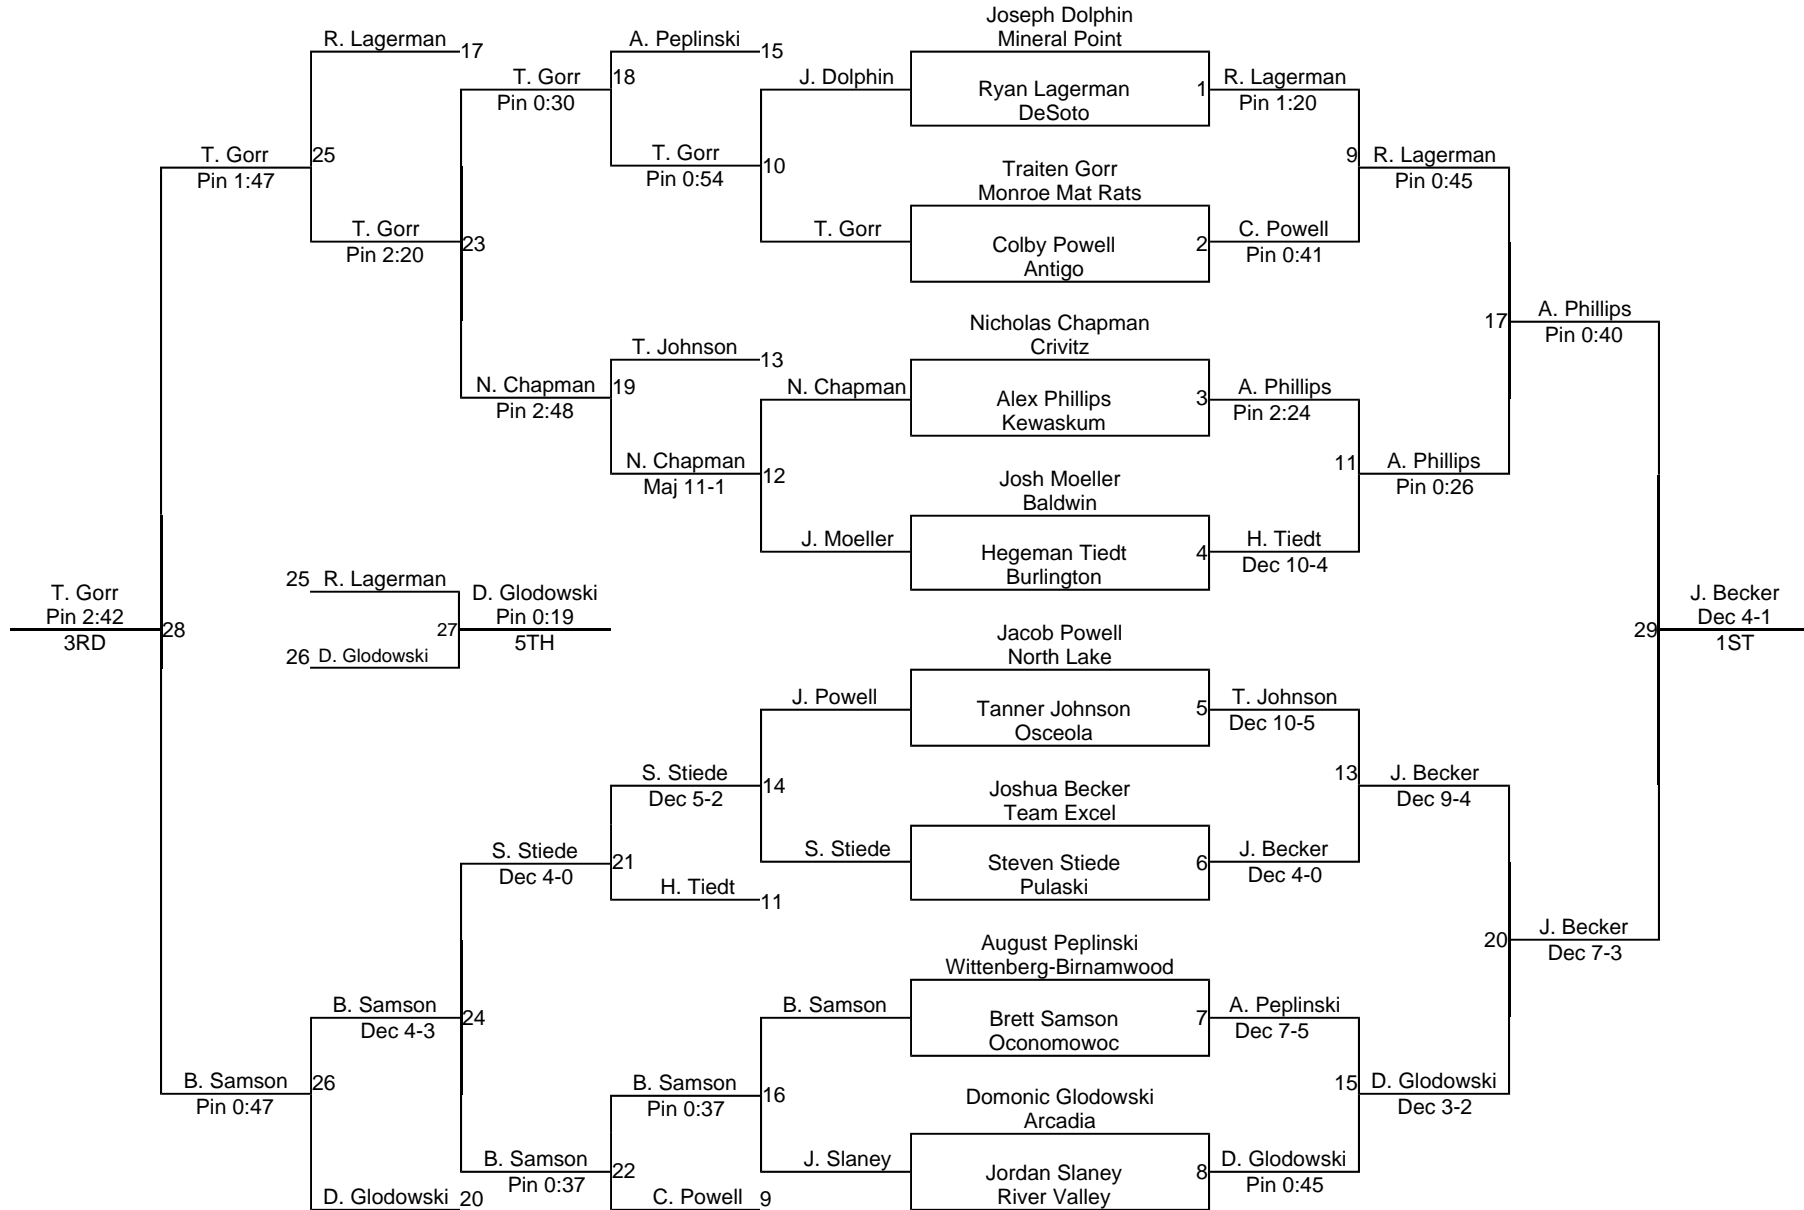 Joseph Dolphin
R. Lagerman
17
A. Peplinski
15
Mineral Point
T. Gorr
18
J. Dolphin
Ryan Lagerman
1
R. Lagerman
Pin 0:30
DeSoto
Pin 1:20
T. Gorr
25
T. Gorr
10
Traiten Gorr
9
R. Lagerman
Pin 1:47
Pin 0:54
Monroe Mat Rats
Pin 0:45
T. Gorr
23
T. Gorr
Colby Powell
2
C. Powell
Pin 2:20
Antigo
Pin 0:41
Nicholas Chapman
17
A. Phillips
T. Johnson
13
Crivitz
Pin 0:40
N. Chapman
19
N. Chapman
Alex Phillips
3
A. Phillips
Pin 2:48
Kewaskum
Pin 2:24
N. Chapman
12
Josh Moeller
11
A. Phillips
Maj 11-1
Baldwin
Pin 0:26
J. Moeller
Hegeman Tiedt
4
H. Tiedt
Burlington
Dec 10-4
25
R. Lagerman
T. Gorr
D. Glodowski
J. Becker
Pin 2:42
28
27
Pin 0:19
29
Dec 4-1
3RD
5TH
1ST
26
D. Glodowski
Jacob Powell
North Lake
J. Powell
Tanner Johnson
5
T. Johnson
Osceola
Dec 10-5
S. Stiede
14
Joshua Becker
13
J. Becker
Dec 5-2
Team Excel
Dec 9-4
S. Stiede
21
S. Stiede
Steven Stiede
6
J. Becker
Dec 4-0
Pulaski
Dec 4-0
H. Tiedt
11
August Peplinski
20
J. Becker
Wittenberg-Birnamwood
Dec 7-3
B. Samson
24
B. Samson
Brett Samson
7
A. Peplinski
Dec 4-3
Oconomowoc
Dec 7-5
B. Samson
26
B. Samson
16
Domonic Glodowski
15
D. Glodowski
Pin 0:47
Pin 0:37
Arcadia
Dec 3-2
B. Samson
22
J. Slaney
Jordan Slaney
8
D. Glodowski
Pin 0:37
River Valley
Pin 0:45
D. Glodowski
20
C. Powell
9